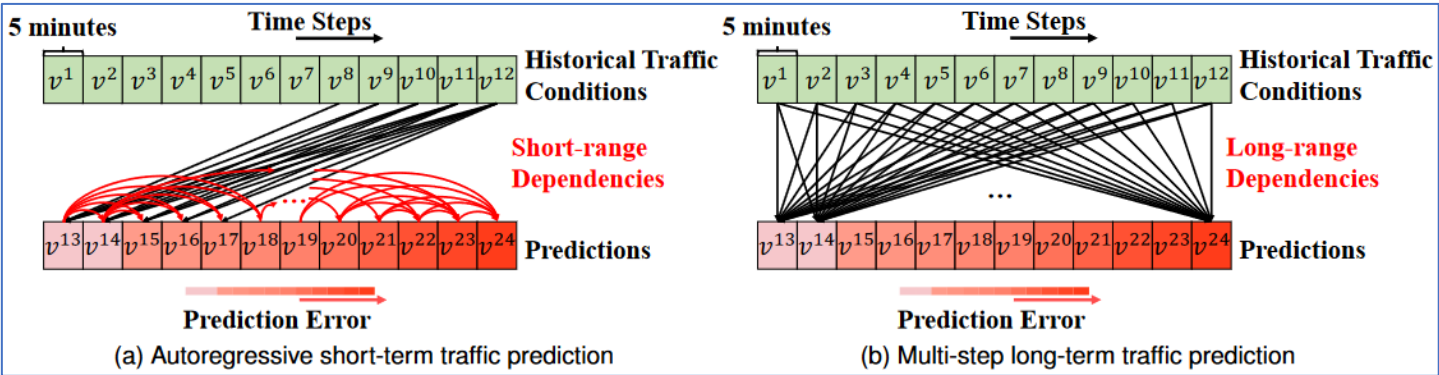 5 minutes
Time Steps
v¹ v² v³ v⁴ v⁵ v⁶ v⁷ v⁸ v⁹ v¹⁰ v¹¹ v¹²
Historical Traffic
Conditions
Short-range
Dependencies
v¹³ v¹⁴ v¹⁵ v¹⁶ v¹⁷ v¹⁸ v¹⁹ v²⁰ v²¹ v²² v²³ v²⁴
Predictions
Prediction Error
(a) Autoregressive short-term traffic prediction
5 minutes
Time Steps
v¹ v² v³ v⁴ v⁵ v⁶ v⁷ v⁸ v⁹ v¹⁰ v¹¹ v¹²
Historical Traffic
Conditions
Long-range
Dependencies
...
v¹³ v¹⁴ v¹⁵ v¹⁶ v¹⁷ v¹⁸ v¹⁹ v²⁰ v²¹ v²² v²³ v²⁴
Predictions
Prediction Error
(b) Multi-step long-term traffic prediction